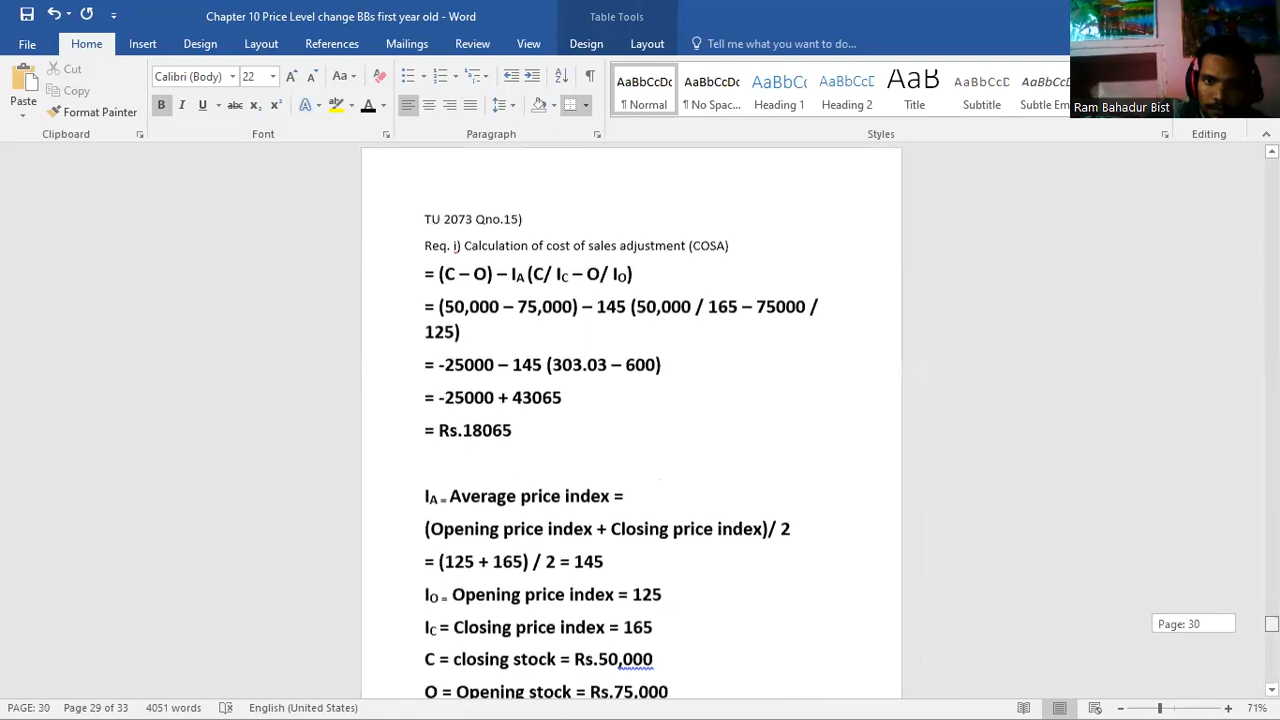 Chapter 10 Price Level change BBs first year old - Word
Table Tools
File Home Insert Design Layout References Mailings Review View Design Layout Tell me what you want to do...
Paste
Cut
Copy
Format Painter
Clipboard
Calibri (Body) 22
Font
Paragraph
AaBbCcDc
¶ Normal
AaBbCcDc
¶ No Spac...
AaBbC
Heading 1
AaBbCc
Heading
AaB
Title
AaBbCcD
Subtitle
AaBbCcD
Subtle Em
Styles
Editing
Ram Bahadur Bist
TU 2073 Qno.15)
Req. i) Calculation of cost of sales adjustment (COSA)
= (C – O) – IA (C/ IC – O/ IO)
= (50,000 – 75,000) – 145 (50,000 / 165 – 75000 /
125)
= -25000 – 145 (303.03 – 600)
= -25000 + 43065
= Rs.18065
IA = Average price index =
(Opening price index + Closing price index)/ 2
= (125 + 165) / 2 = 145
IO = Opening price index = 125
IC = Closing price index = 165
C = closing stock = Rs.50,000
O = Opening stock = Rs.75,000
Page: 30
PAGE: 30 Page 29 of 33 4051 words English (United States) 71%